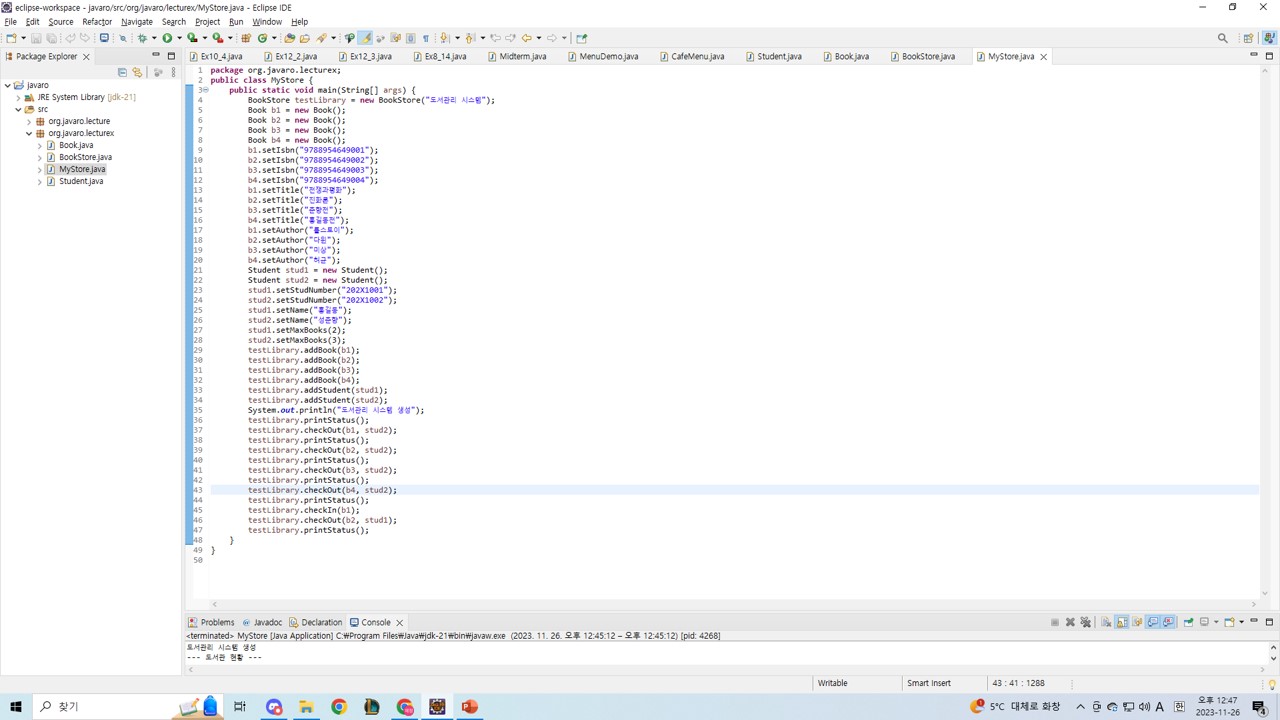 eclipse-workspace - javaro/src/org/javaro/lecturex/MyStore.java - Eclipse IDE
File Edit Source Refactor Navigate Search Project Run Window Help
Package Explorer
Ex10_4.java Ex12_2.java Ex12_3.java Ex8_14.java Midterm.java MenuDemo.java CafeMenu.java Student.java Book.java BookStore.java MyStore.java
javaro
JRE System Library [jdk-21]
src
org.javaro.lecture
org.javaro.lecturex
Book.java
BookStore.java
MyStore.java
Student.java
1 package org.javaro.lecturex;
2 public class MyStore {
3 public static void main(String[] args) {
4 BookStore testLibrary = new BookStore("도서관리 시스템");
5 Book b1 = new Book();
6 Book b2 = new Book();
7 Book b3 = new Book();
8 Book b4 = new Book();
9 b1.setIsbn("9788954649001");
10 b2.setIsbn("9788954649002");
11 b3.setIsbn("9788954649003");
12 b4.setIsbn("9788954649004");
13 b1.setTitle("전쟁과평화");
14 b2.setTitle("진화론");
15 b3.setTitle("춘향전");
16 b4.setTitle("홍길동전");
17 b1.setAuthor("톨스토이");
18 b2.setAuthor("다윈");
19 b3.setAuthor("미상");
20 b4.setAuthor("허균");
21 Student stud1 = new Student();
22 Student stud2 = new Student();
23 stud1.setStudNumber("202X1001");
24 stud2.setStudNumber("202X1002");
25 stud1.setName("홍길동");
26 stud2.setName("성춘향");
27 stud1.setMaxBooks(2);
28 stud2.setMaxBooks(3);
29 testLibrary.addBook(b1);
30 testLibrary.addBook(b2);
31 testLibrary.addBook(b3);
32 testLibrary.addBook(b4);
33 testLibrary.addStudent(stud1);
34 testLibrary.addStudent(stud2);
35 System.out.println("도서관리 시스템 생성");
36 testLibrary.printStatus();
37 testLibrary.checkOut(b1, stud2);
38 testLibrary.printStatus();
39 testLibrary.checkOut(b2, stud2);
40 testLibrary.printStatus();
41 testLibrary.checkOut(b3, stud2);
42 testLibrary.printStatus();
43 testLibrary.checkOut(b4, stud2);
44 testLibrary.printStatus();
45 testLibrary.checkIn(b1);
46 testLibrary.checkOut(b2, stud1);
47 testLibrary.printStatus();
48 }
49 }
50
Problems Javadoc Declaration Console
<terminated> MyStore [Java Application] C:₩Program Files₩Java₩jdk-21₩bin₩javaw.exe (2023. 11. 26. 오후 12:45:12 – 오후 12:45:12) [pid: 4268]
도서관리 시스템 생성
--- 도서관 현황 ---
Writable Smart Insert 43 : 41 : 1288
찾기 5°C 대체로 화창 A 한 오후 12:47
2023-11-26 4